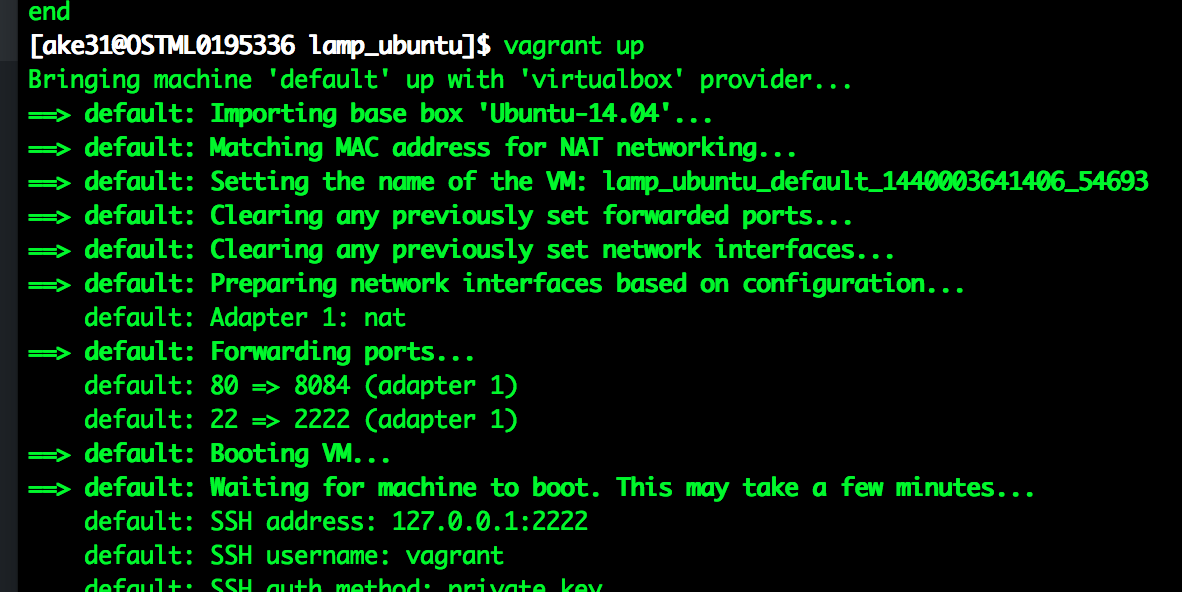 end
[ake31@OSTML0195336 lamp_ubuntu]$ vagrant up
Bringing machine 'default' up with 'virtualbox' provider...
==> default: Importing base box 'Ubuntu-14.04'...
==> default: Matching MAC address for NAT networking...
==> default: Setting the name of the VM: lamp_ubuntu_default_1440003641406_54693
==> default: Clearing any previously set forwarded ports...
==> default: Clearing any previously set network interfaces...
==> default: Preparing network interfaces based on configuration...
default: Adapter 1: nat
==> default: Forwarding ports...
default: 80 => 8084 (adapter 1)
default: 22 => 2222 (adapter 1)
==> default: Booting VM...
==> default: Waiting for machine to boot. This may take a few minutes...
default: SSH address: 127.0.0.1:2222
default: SSH username: vagrant
default: SSH auth method: private key